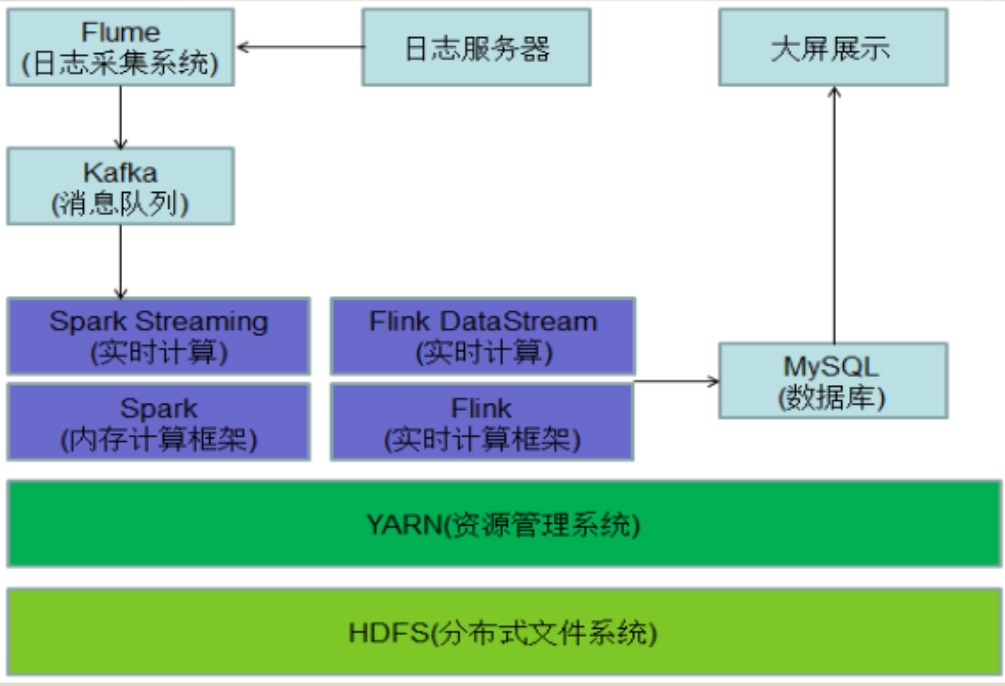 Flume
(日志采集系统)
日志服务器
大屏展示
Kafka
(消息队列)
Spark Streaming
(实时计算)
Flink DataStream
(实时计算)
MySQL
(数据库)
Spark
(内存计算框架)
Flink
(实时计算框架)
YARN(资源管理系统)
HDFS(分布式文件系统)